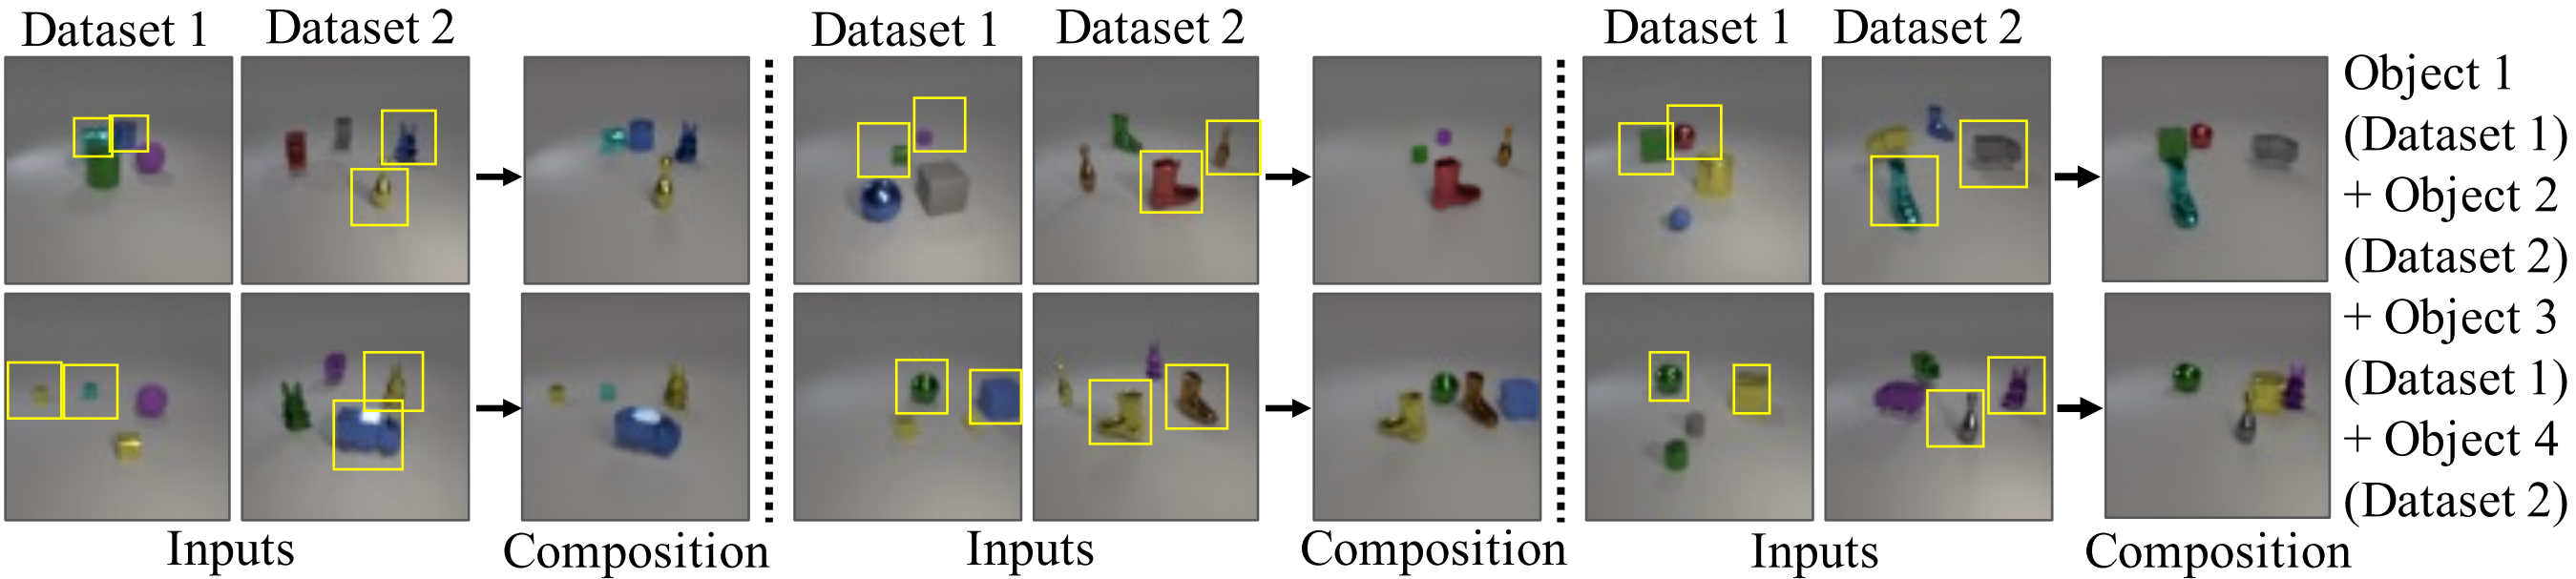 Dataset 1 Dataset 2 Dataset 1 Dataset 2 Dataset 1 Dataset 2
Object 1
(Dataset 1)
+ Object 2
(Dataset 2)
+ Object 3
(Dataset 1)
+ Object 4
(Dataset 2)
Inputs Composition Inputs Composition Inputs Composition